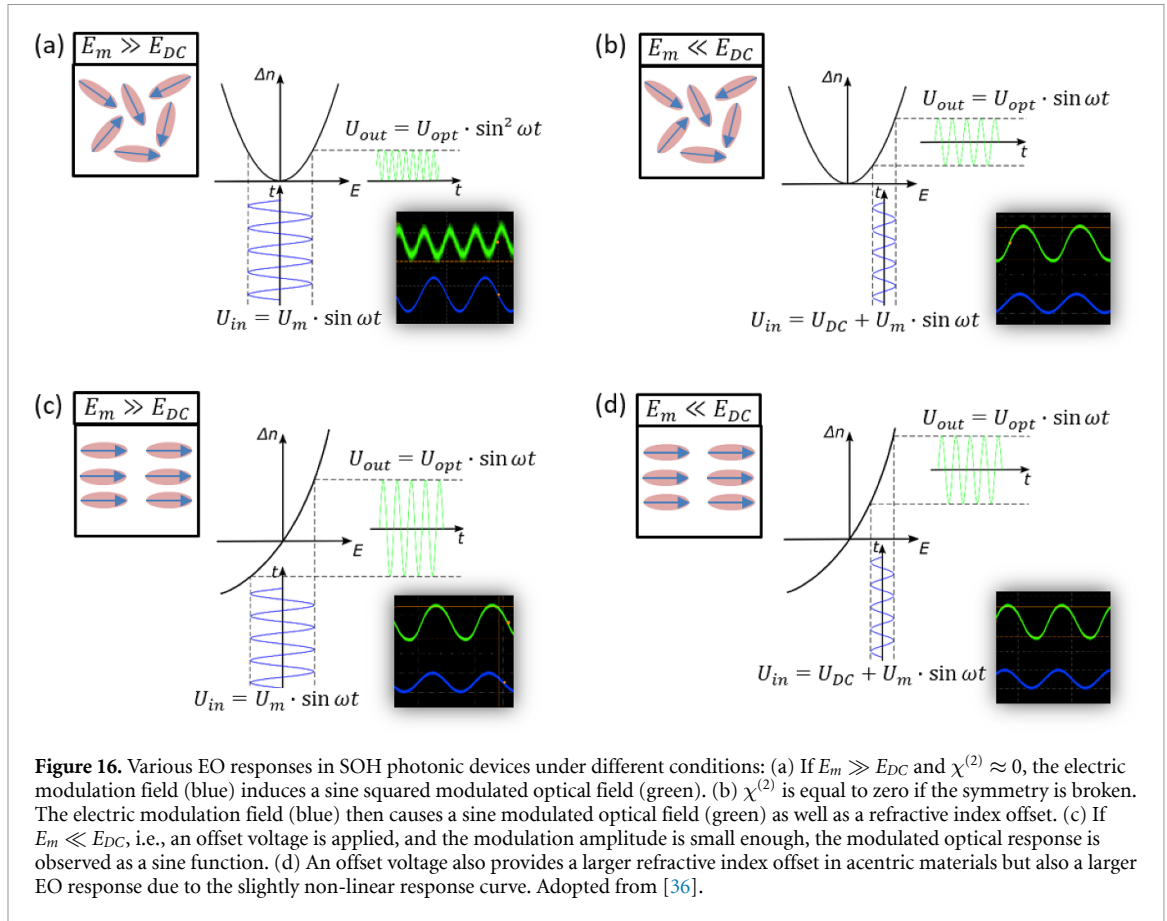 (a)
E_m ≫ E_DC
Δn
U_out = U_opt · sin² ωt
t
E
t
U_in = U_m · sin ωt
(b)
E_m ≪ E_DC
Δn
U_out = U_opt · sin ωt
t
E
t
U_in = U_DC + U_m · sin ωt
(c)
E_m ≫ E_DC
Δn
U_out = U_opt · sin ωt
t
E
t
U_in = U_m · sin ωt
(d)
E_m ≪ E_DC
Δn
U_out = U_opt · sin ωt
t
E
t
U_in = U_DC + U_m · sin ωt
Figure 16. Various EO responses in SOH photonic devices under different conditions: (a) If E_m ≫ E_DC and χ^(2) ≈ 0, the electric
modulation field (blue) induces a sine squared modulated optical field (green). (b) χ^(2) is equal to zero if the symmetry is broken.
The electric modulation field (blue) then causes a sine modulated optical field (green) as well as a refractive index offset. (c) If
E_m ≪ E_DC, i.e., an offset voltage is applied, and the modulation amplitude is small enough, the modulated optical response is
observed as a sine function. (d) An offset voltage also provides a larger refractive index offset in acentric materials but also a larger
EO response due to the slightly non-linear response curve. Adopted from [36].